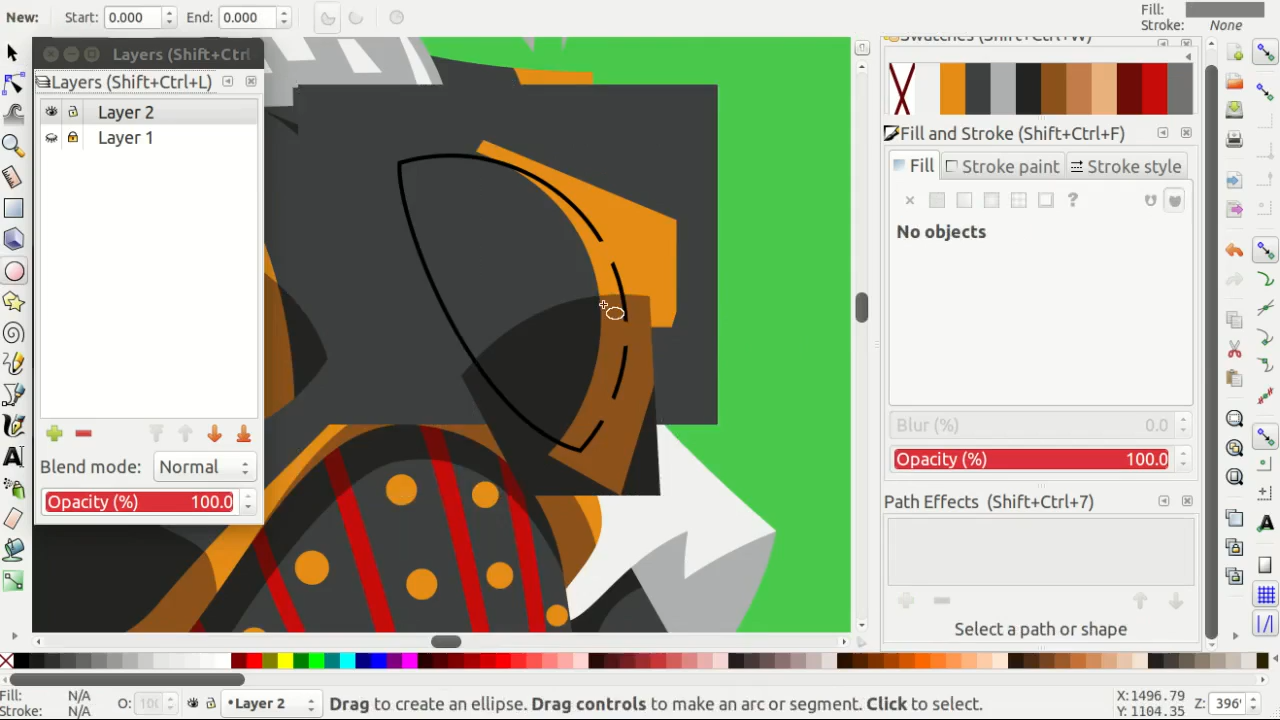 New: Start: 0.000 End: 0.000
Fill:
Stroke: None
Layers (Shift+Ctrl
Layers (Shift+Ctrl+L)
Layer 2
Layer 1
Blend mode: Normal
Opacity (%) 100.0
Swatches (Shift+Ctrl+W)
Fill and Stroke (Shift+Ctrl+F)
Fill Stroke paint Stroke style
?
No objects
Blur (%) 0.0
Opacity (%) 100.0
Path Effects (Shift+Ctrl+7)
Select a path or shape
Fill: N/A
Stroke: N/A
O: 100
Layer 2
Drag to create an ellipse. Drag controls to make an arc or segment. Click to select.
X:1496.79
Y:1104.35
Z: 396